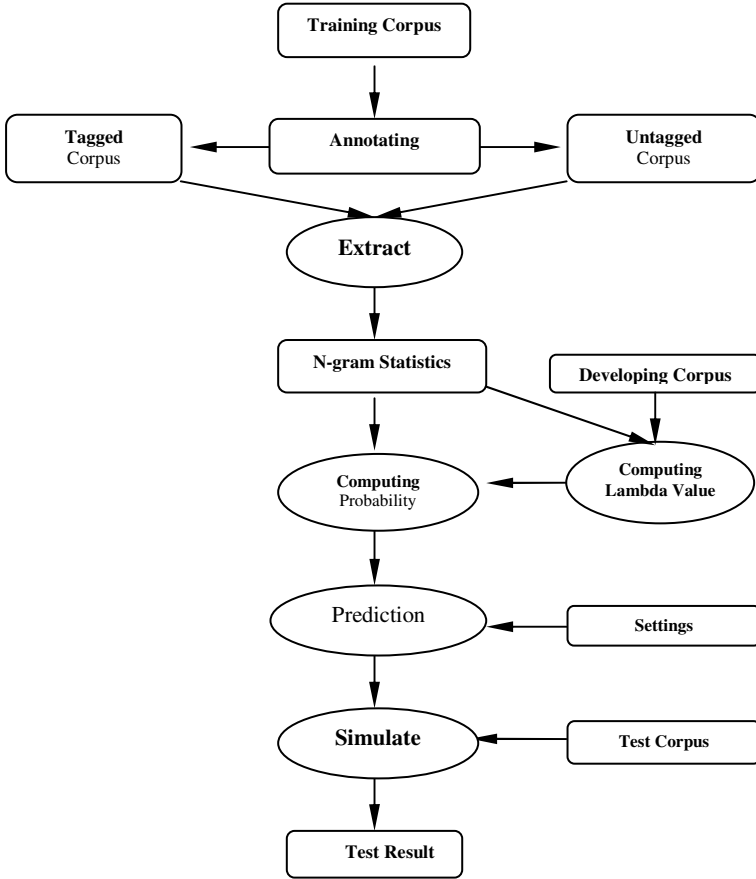 Training Corpus
Tagged
Corpus
Annotating
Untagged
Corpus
Extract
N-gram Statistics
Developing Corpus
Computing
Probability
Computing
Lambda Value
Prediction
Settings
Simulate
Test Corpus
Test Result